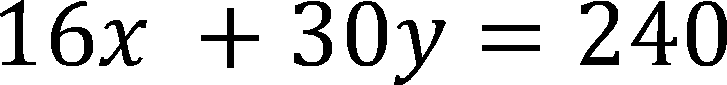 16x + 30y = 240